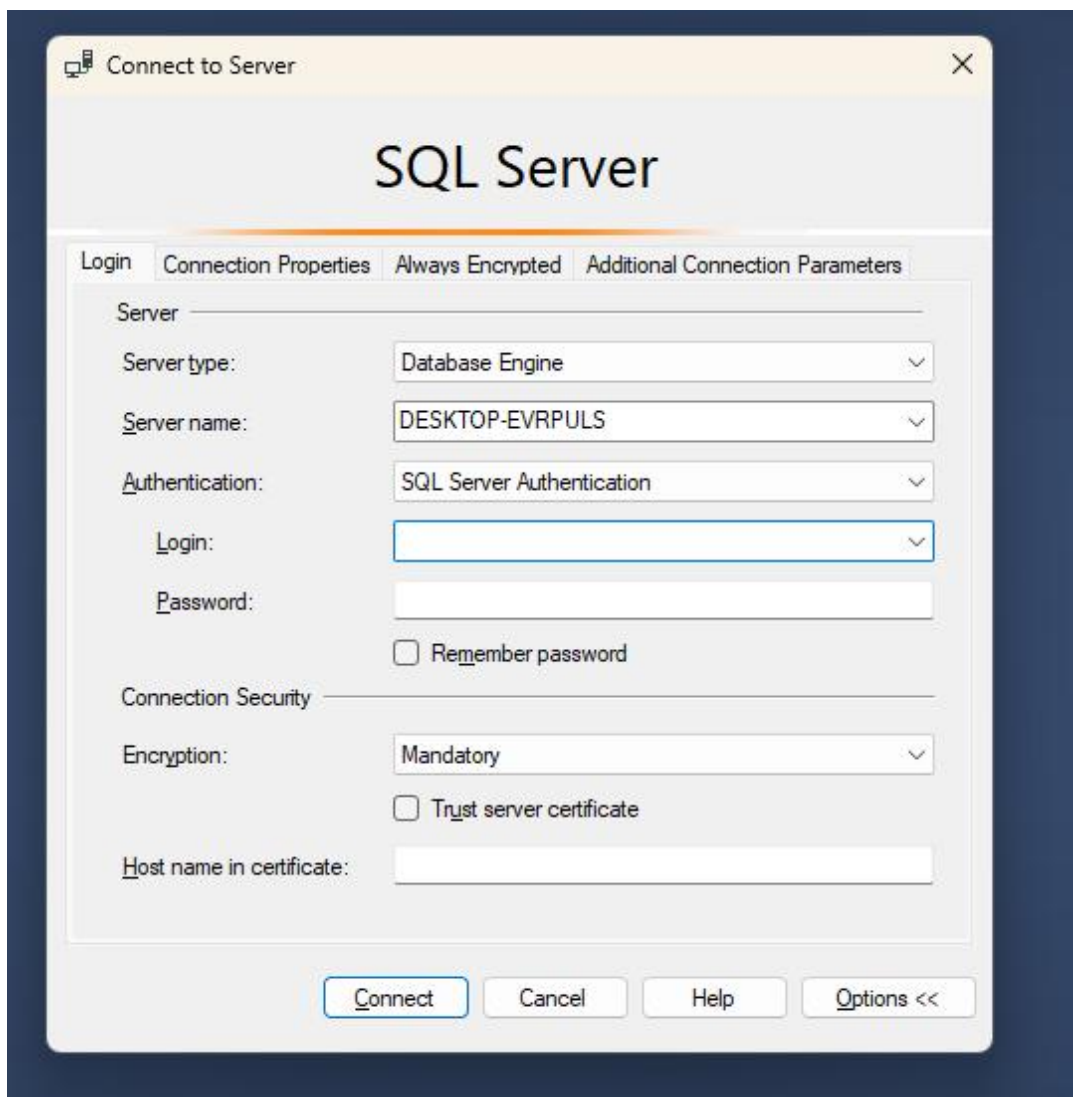 Connect to Server
SQL Server
Login Connection Properties Always Encrypted Additional Connection Parameters
Server
Server type: Database Engine
Server name: DESKTOP-EVRPULS
Authentication: SQL Server Authentication
Login:
Password:
Remember password
Connection Security
Encryption: Mandatory
Trust server certificate
Host name in certificate:
Connect Cancel Help Options <<